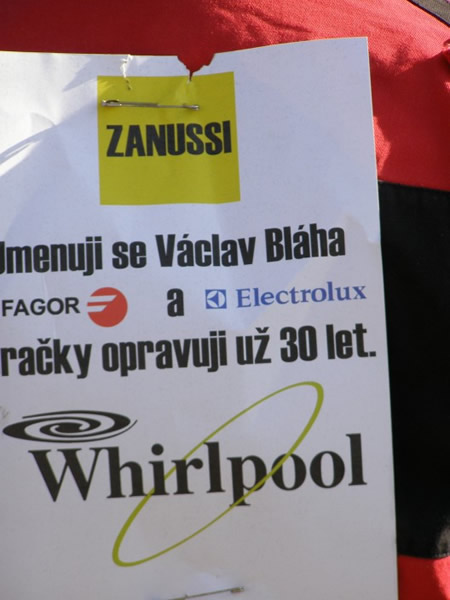 ZANUSSI
Jmenuji se Václav Bláha
FAGOR a Electrolux
račky opravuji už 30 let.
Whirlpool